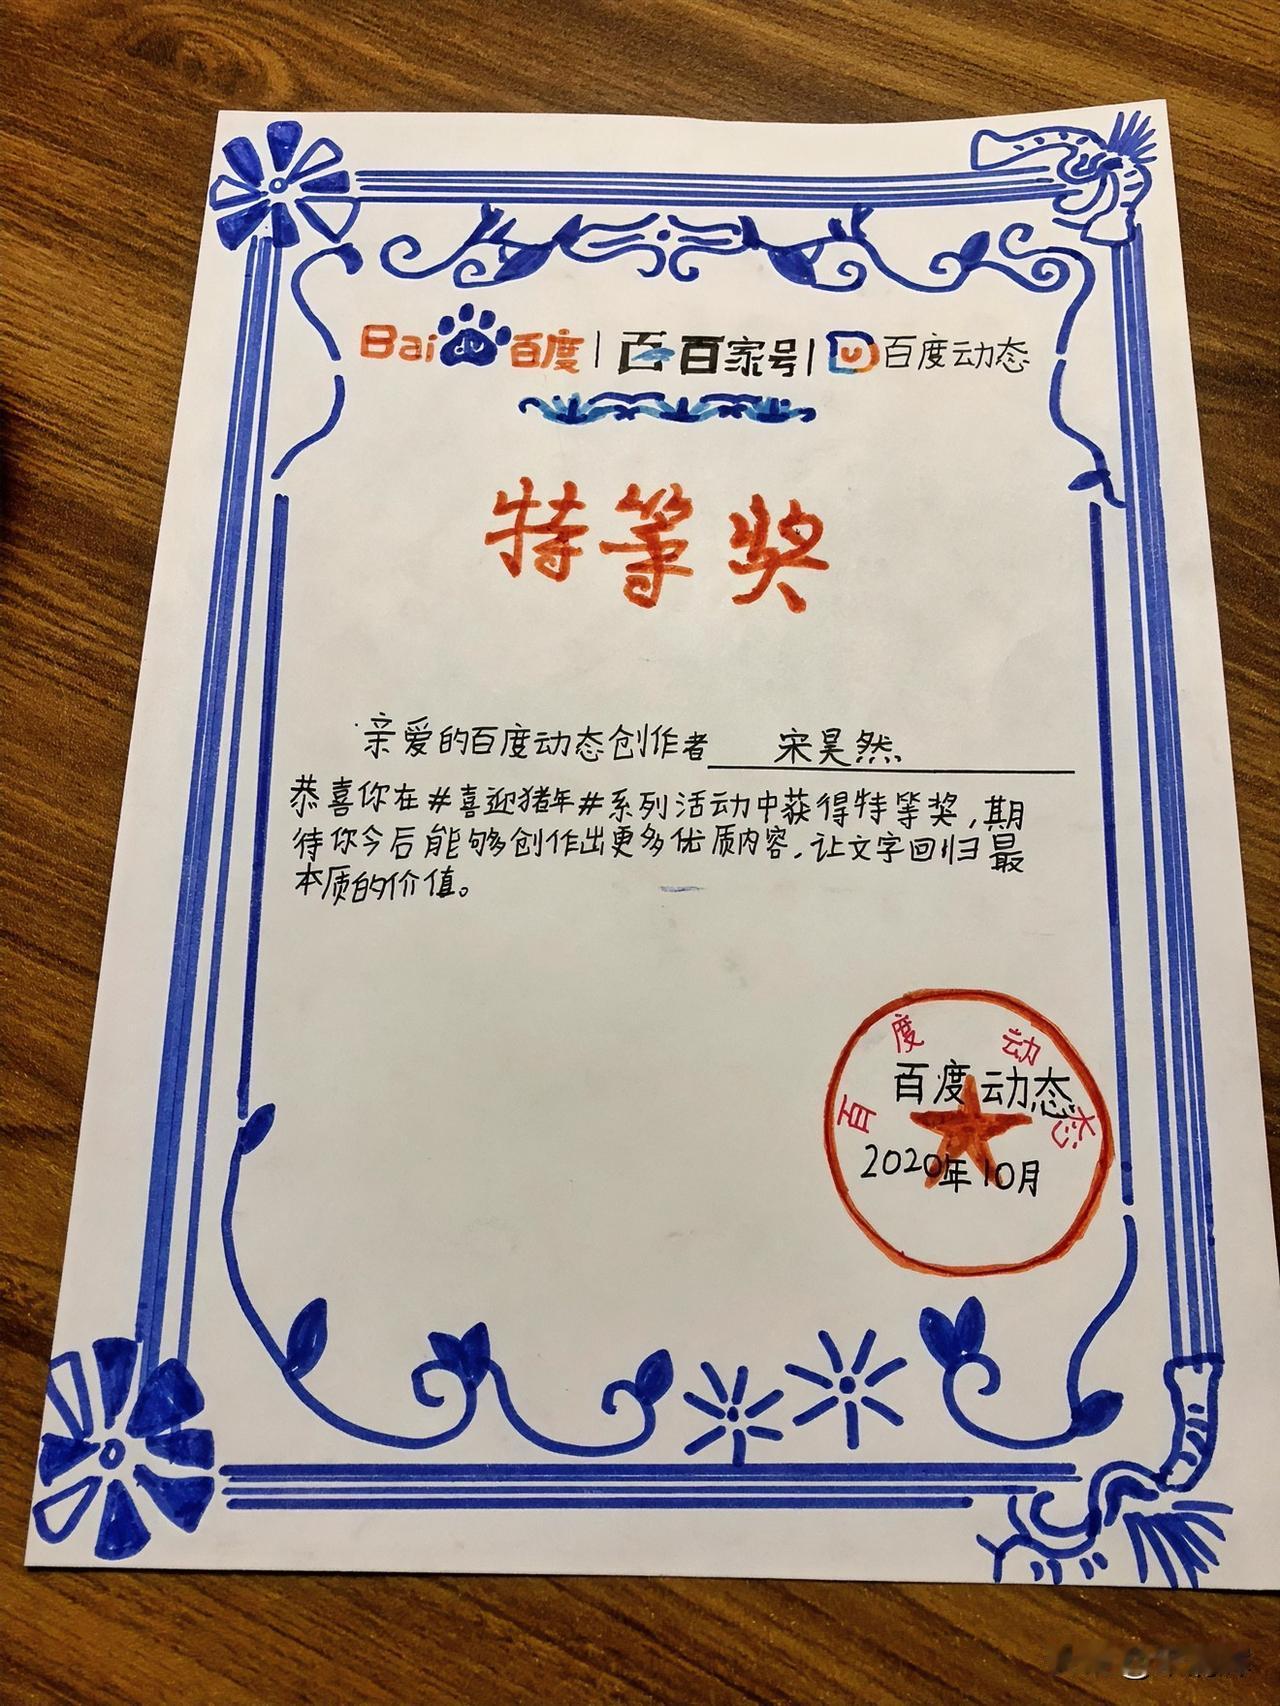 Bai du 百度 | 百家号 | 百度动态
特等奖
亲爱的百度动态创作者 宋昊然
恭喜你在#喜迎猪年#系列活动中获得特等奖,期
待你今后能够创作出更多优质内容,让文字回归最
本质的价值。
百度动态
百度动态
2020年10月